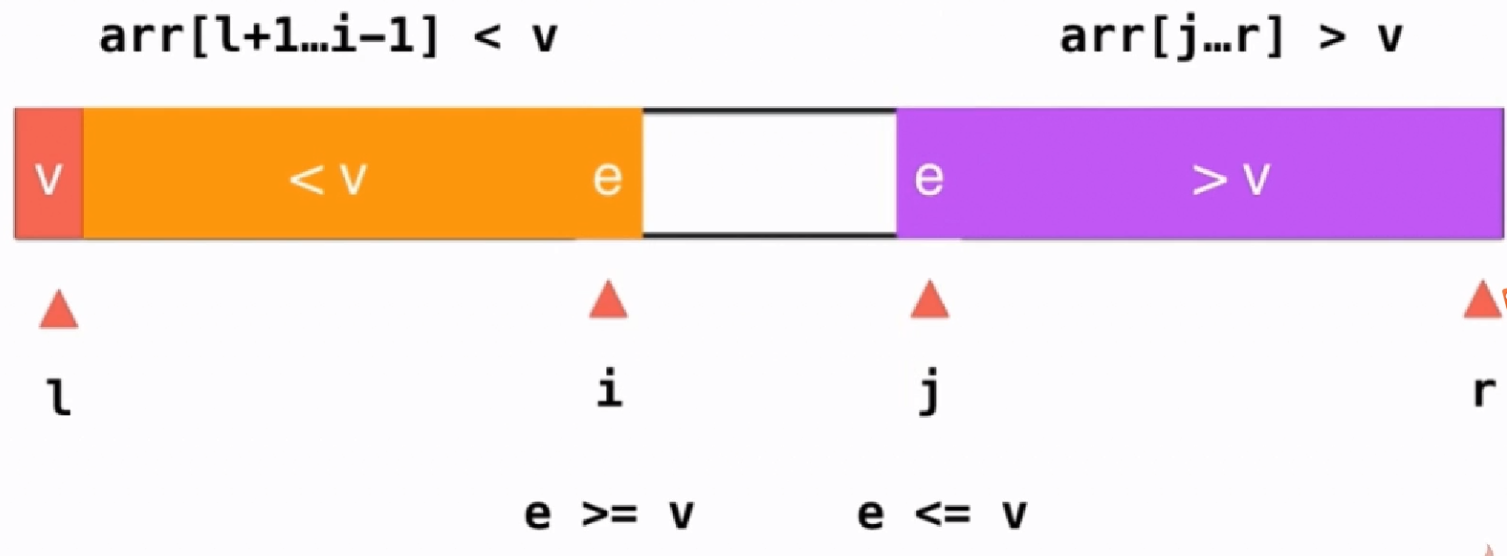 arr[l+1…i-1] < v
arr[j…r] > v
v
< v
e
e
> v
l
i
j
r
e >= v
e <= v